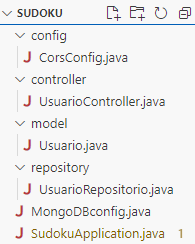 SUDOKU
config
J CorsConfig.java
controller
J UsuarioController.java
model
J Usuario.java
repository
J UsuarioRepositorio.java
J MongoDBconfig.java
J SudokuApplication.java 1